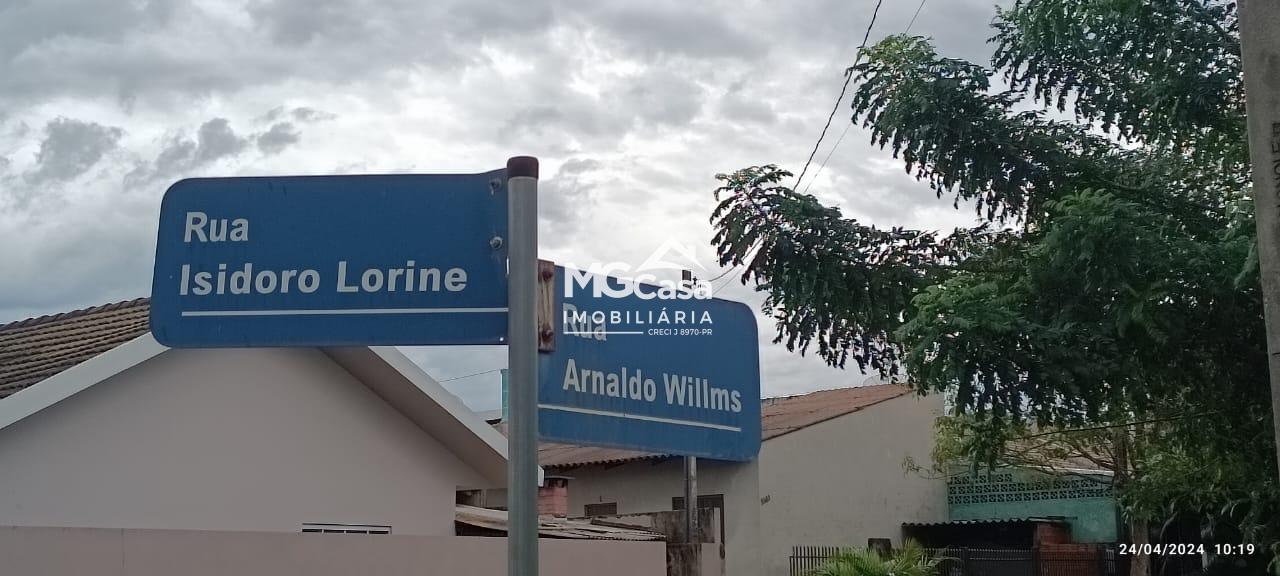 Rua
Isidoro Lorine
MGCasa
IMOBILIÁRIA
CRECI J 8970-PR
Rua
Arnaldo Willms
24/04/2024 10:19